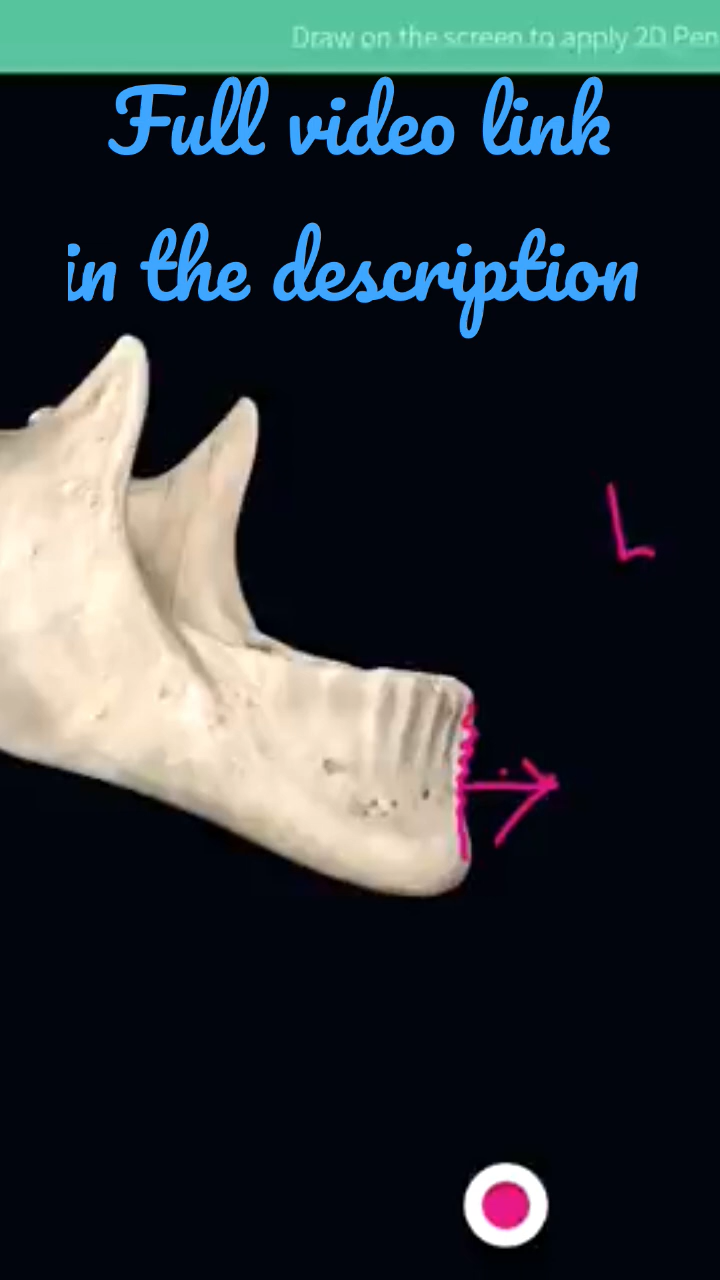 Draw on the screen to apply 2D Pen
Full video link
in the description
L